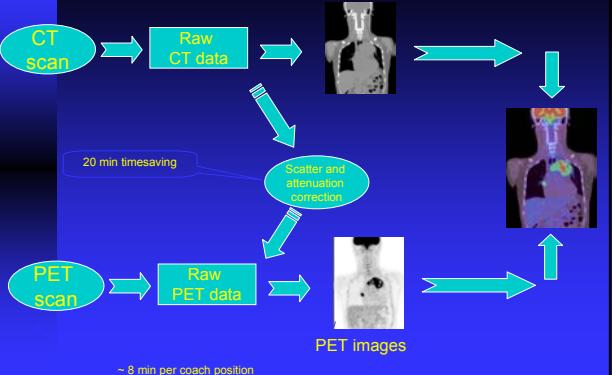 CT
scan
Raw
CT data
20 min timesaving
Scatter and
attenuation
correction
PET
scan
Raw
PET data
PET images
~ 8 min per coach position